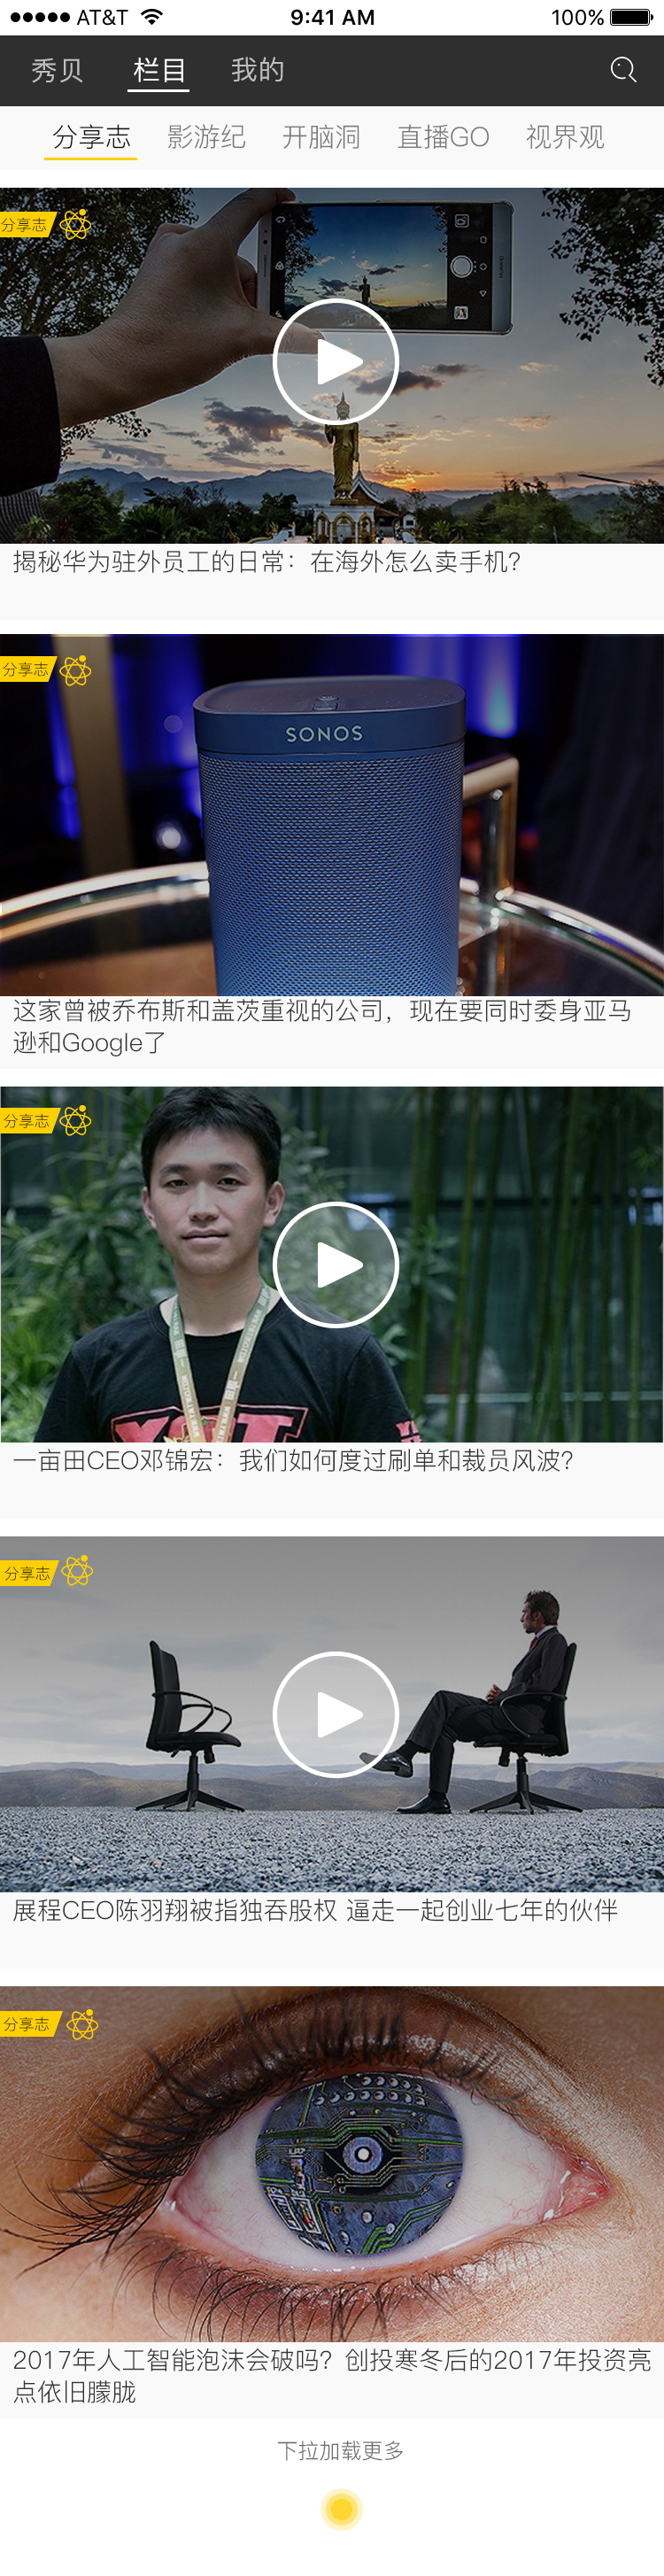 AT&T 9:41 AM 100%
秀贝 栏目 我的
分享志 影游纪 开脑洞 直播GO 视界观
分享志
揭秘华为驻外员工的日常：在海外怎么卖手机？
分享志
SONOS
这家曾被乔布斯和盖茨重视的公司，现在要同时委身亚马
逊和Google了
分享志
一亩田CEO邓锦宏：我们如何度过刷单和裁员风波？
分享志
展程CEO陈羽翔被指独吞股权 逼走一起创业七年的伙伴
分享志
2017年人工智能泡沫会破吗？创投寒冬后的2017年投资亮
点依旧朦胧
下拉加载更多